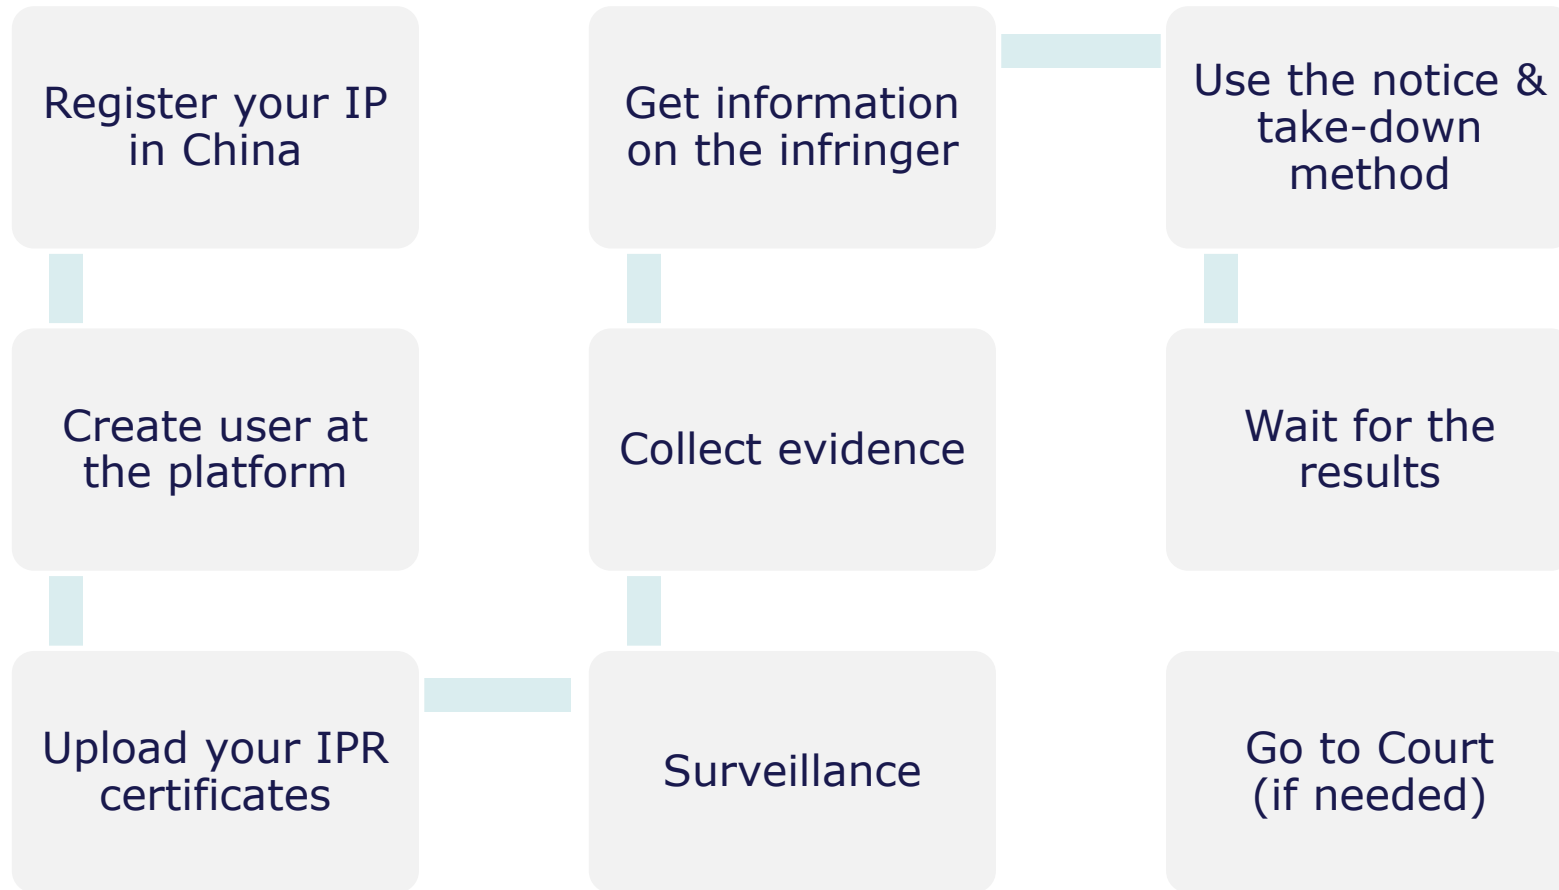 Register your IP
in China
Create user at
the platform
Upload your IPR
certificates
Surveillance
Collect evidence
Get information
on the infringer
Use the notice &
take-down
method
Wait for the
results
Go to Court
(if needed)